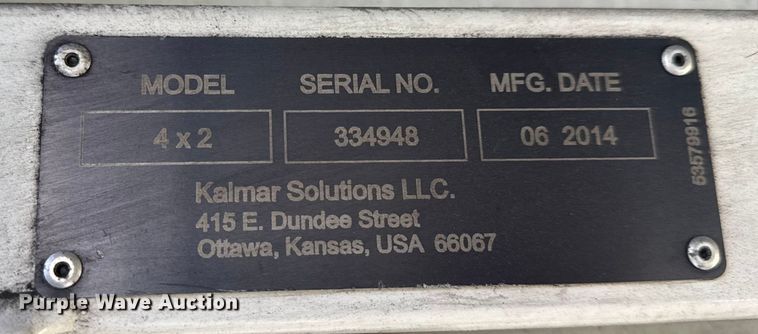 MODEL SERIAL NO. MFG. DATE
4 x 2 334948 06 2014
53579916
Kalmar Solutions LLC.
415 E. Dundee Street
Ottawa, Kansas, USA 66067
Purple Wave Auction